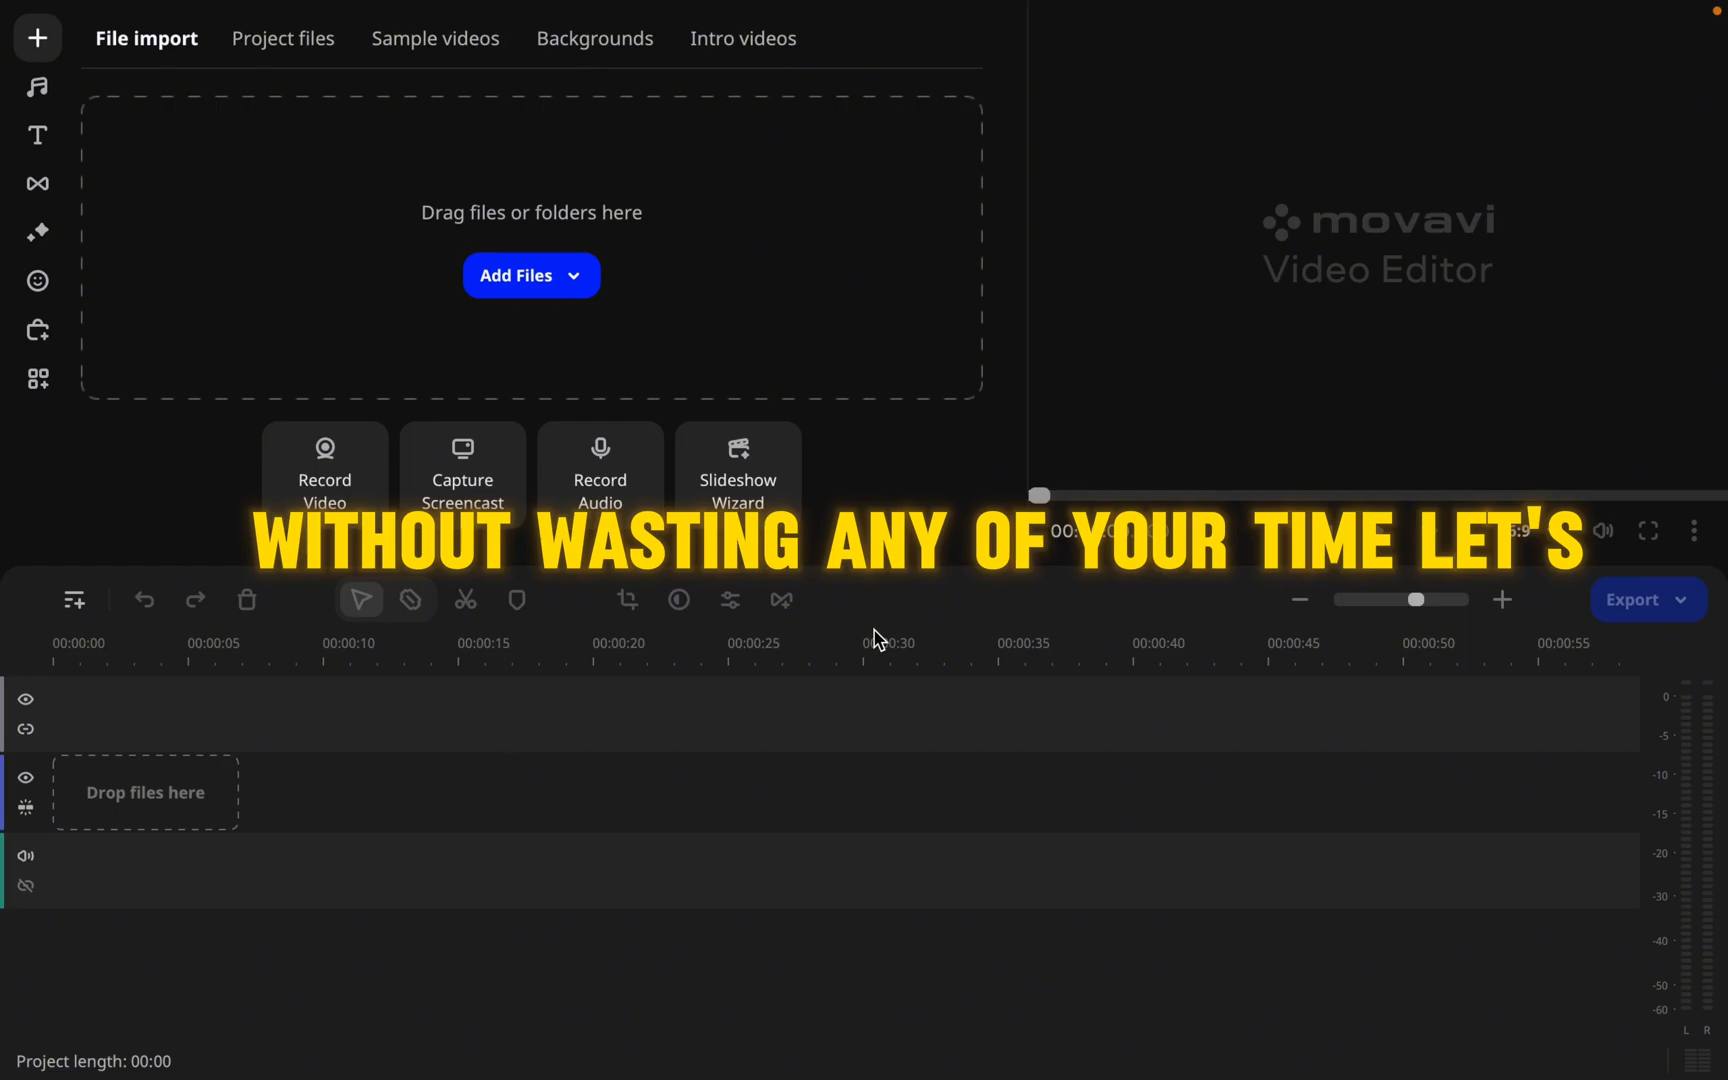 File import
Project files
Sample videos
Backgrounds
Intro videos
Drag files or folders here
Add Files
movavi
Video Editor
Record
Video
Capture
Screencast
Record
Audio
Slideshow
Wizard
WITHOUT WASTING ANY OF YOUR TIME LET'S
Export
00:00:00
00:00:05
00:00:10
00:00:15
00:00:20
00:00:25
00:00:35
00:00:40
00:00:45
00:00:50
00:00:55
Drop files here
0
-5
-10
-15
-20
-30
-40
-50
-60
L R
Project length: 00:00